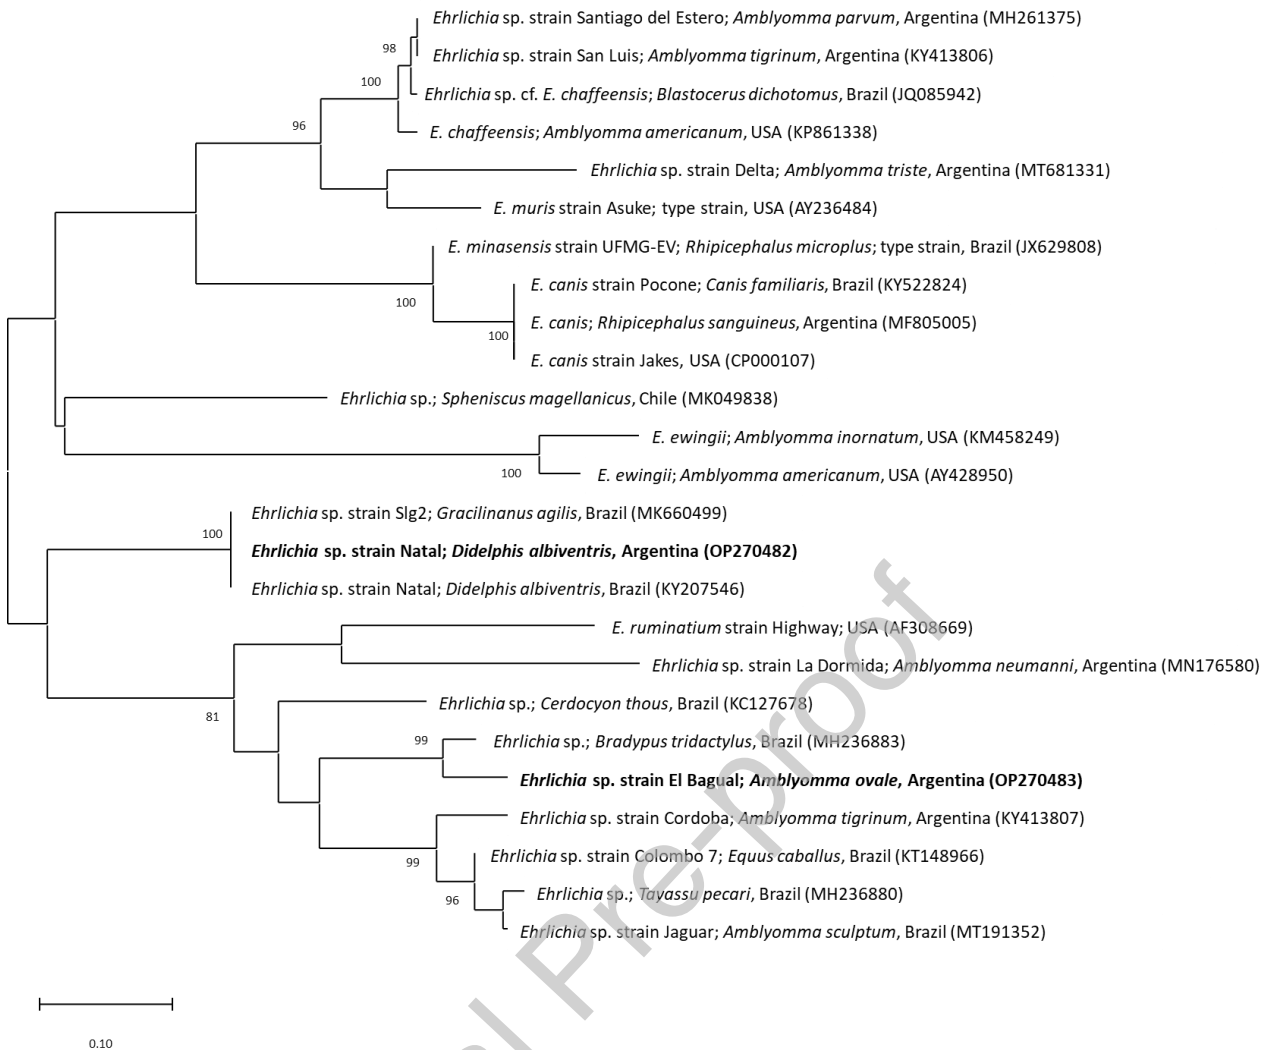 Ehrlichia sp. strain Santiago del Estero; Amblyomma parvum, Argentina (MH261375)
98
Ehrlichia sp. strain San Luis; Amblyomma tigrinum, Argentina (KY413806)
100
Ehrlichia sp. cf. E. chaffeensis; Blastocerus dichotomus, Brazil (JQ085942)
96
E. chaffeensis; Amblyomma americanum, USA (KP861338)
Ehrlichia sp. strain Delta; Amblyomma triste, Argentina (MT681331)
E. muris strain Asuke; type strain, USA (AY236484)
E. minasensis strain UFMG-EV; Rhipicephalus microplus; type strain, Brazil (JX629808)
E. canis strain Pocone; Canis familiaris, Brazil (KY522824)
100
E. canis; Rhipicephalus sanguineus, Argentina (MF805005)
100
E. canis strain Jakes, USA (CP000107)
Ehrlichia sp.; Spheniscus magellanicus, Chile (MK049838)
E. ewingii; Amblyomma inornatum, USA (KM458249)
100
E. ewingii; Amblyomma americanum, USA (AY428950)
Ehrlichia sp. strain Slg2; Gracilinanus agilis, Brazil (MK660499)
100
Ehrlichia sp. strain Natal; Didelphis albiventris, Argentina (OP270482)
Ehrlichia sp. strain Natal; Didelphis albiventris, Brazil (KY207546)
E. ruminatium strain Highway; USA (AF308669)
Ehrlichia sp. strain La Dormida; Amblyomma neumanni, Argentina (MN176580)
Ehrlichia sp.; Cerdocyon thous, Brazil (KC127678)
81
99
Ehrlichia sp.; Bradypus tridactylus, Brazil (MH236883)
Ehrlichia sp. strain El Bagual; Amblyomma ovale, Argentina (OP270483)
Ehrlichia sp. strain Cordoba; Amblyomma tigrinum, Argentina (KY413807)
99
Ehrlichia sp. strain Colombo 7; Equus caballus, Brazil (KT148966)
96
Ehrlichia sp.; Tayassu pecari, Brazil (MH236880)
Ehrlichia sp. strain Jaguar; Amblyomma sculptum, Brazil (MT191352)
0.10
l Pre-proof